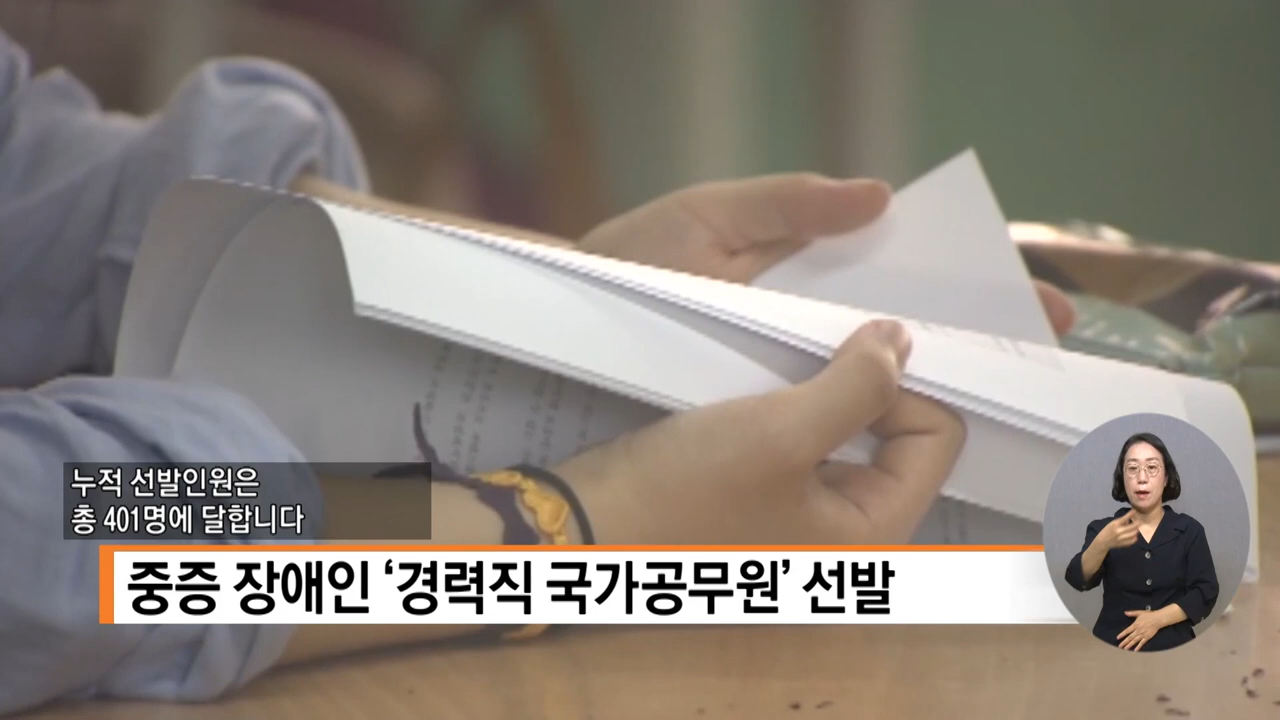 누적 선발인원은
총 401명에 달합니다
중증 장애인 ‘경력직 국가공무원’ 선발